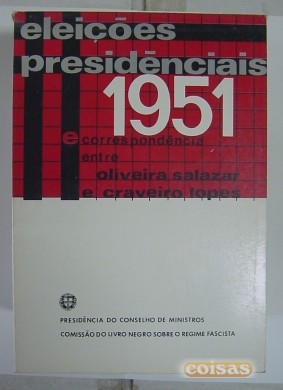 eleições
presidênciais
1951
e correspondência
entre
oliveira salazar
e craveiro lopes
PRESIDÊNCIA DO CONSELHO DE MINISTROS
COMISSÃO DO LIVRO NEGRO SOBRE O REGIME FASCISTA
coisas